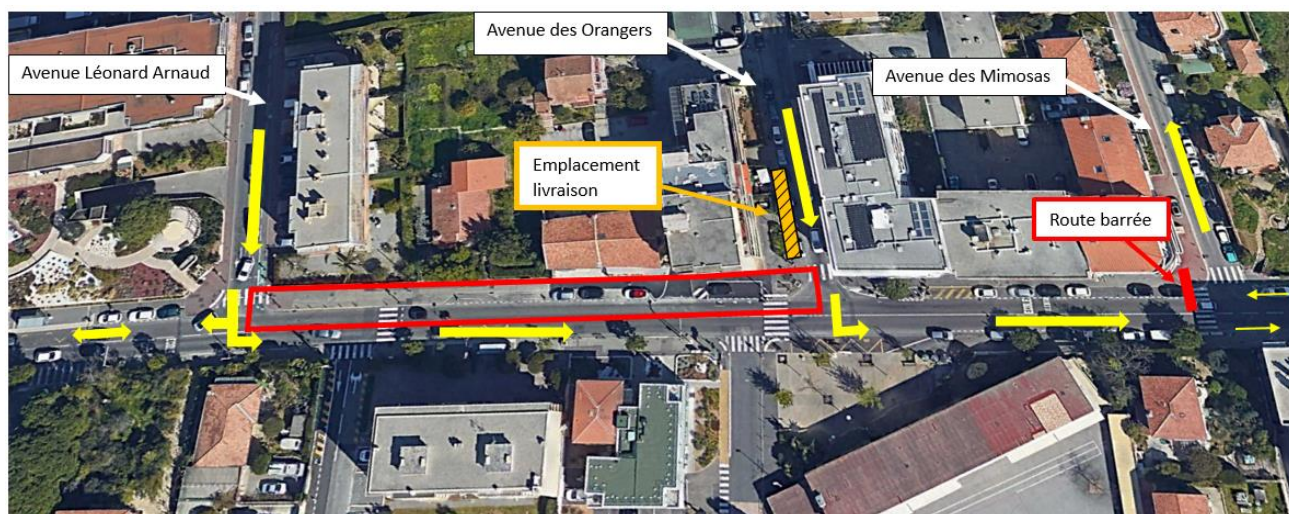 Avenue des Orangers
Avenue Léonard Arnaud
Avenue des Mimosas
Emplacement
livraison
Route barrée